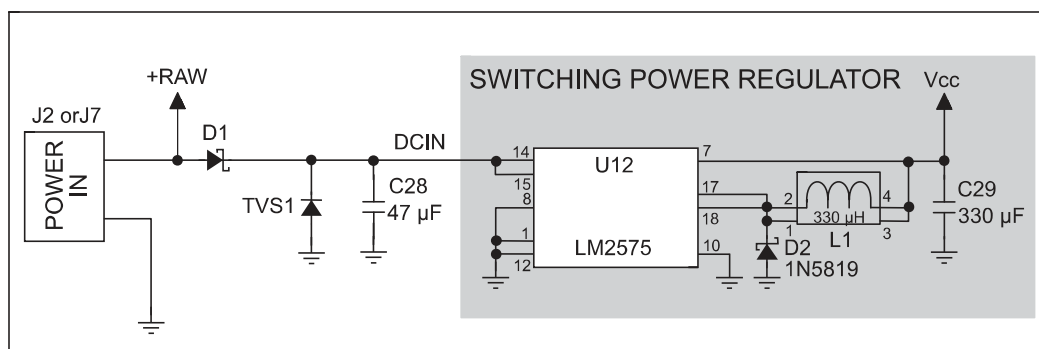 SWITCHING POWER REGULATOR
+RAW
Vcc
J2 orJ7
POWER
IN
D1
DCIN
TVS1
C28
47 µF
14
15
8
1
12
U12
LM2575
7
17
18
10
2
4
1
3
330 µH
L1
D2
1N5819
C29
330 µF